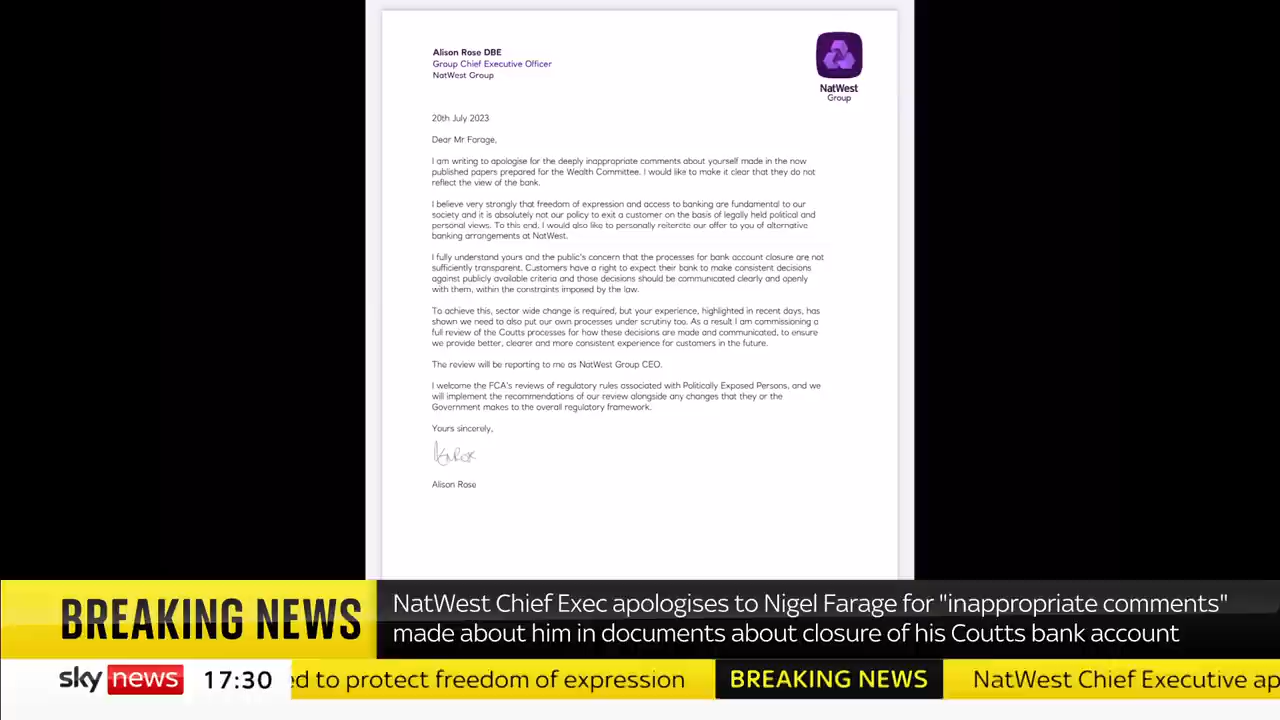 Alison Rose DBE
Group Chief Executive Officer
NatWest Group
NatWest
Group
20th July 2023
Dear Mr Farage,
I am writing to apologise for the deeply inappropriate comments about yourself made in the now
published papers prepared for the Wealth Committee. I would like to make it clear that they do not
reflect the view of the bank.
I believe very strongly that freedom of expression and access to banking are fundamental to our
society and it is absolutely not our policy to exit a customer on the basis of legally held political and
personal views. To this end, I would also like to personally reiterate our offer to you of alternative
banking arrangements at NatWest.
I fully understand yours and the public's concern that the processes for bank account closure are not
sufficiently transparent. Customers have a right to expect their bank to make consistent decisions
against publicly available criteria and those decisions should be communicated clearly and openly
with them, within the constraints imposed by the law.
To achieve this, sector wide change is required, but your experience, highlighted in recent days, has
shown we need to also put our own processes under scrutiny too. As a result I am commissioning a
full review of the Coutts processes for how these decisions are made and communicated, to ensure
we provide better, clearer and more consistent experience for customers in the future.
The review will be reporting to me as NatWest Group CEO.
I welcome the FCA's reviews of regulatory rules associated with Politically Exposed Persons, and we
will implement the recommendations of our review alongside any changes that they or the
Government makes to the overall regulatory framework.
Yours sincerely,
Alison Rose
BREAKING NEWS
NatWest Chief Exec apologises to Nigel Farage for "inappropriate comments"
made about him in documents about closure of his Coutts bank account
sky news 17:30 ed to protect freedom of expression BREAKING NEWS NatWest Chief Executive ap